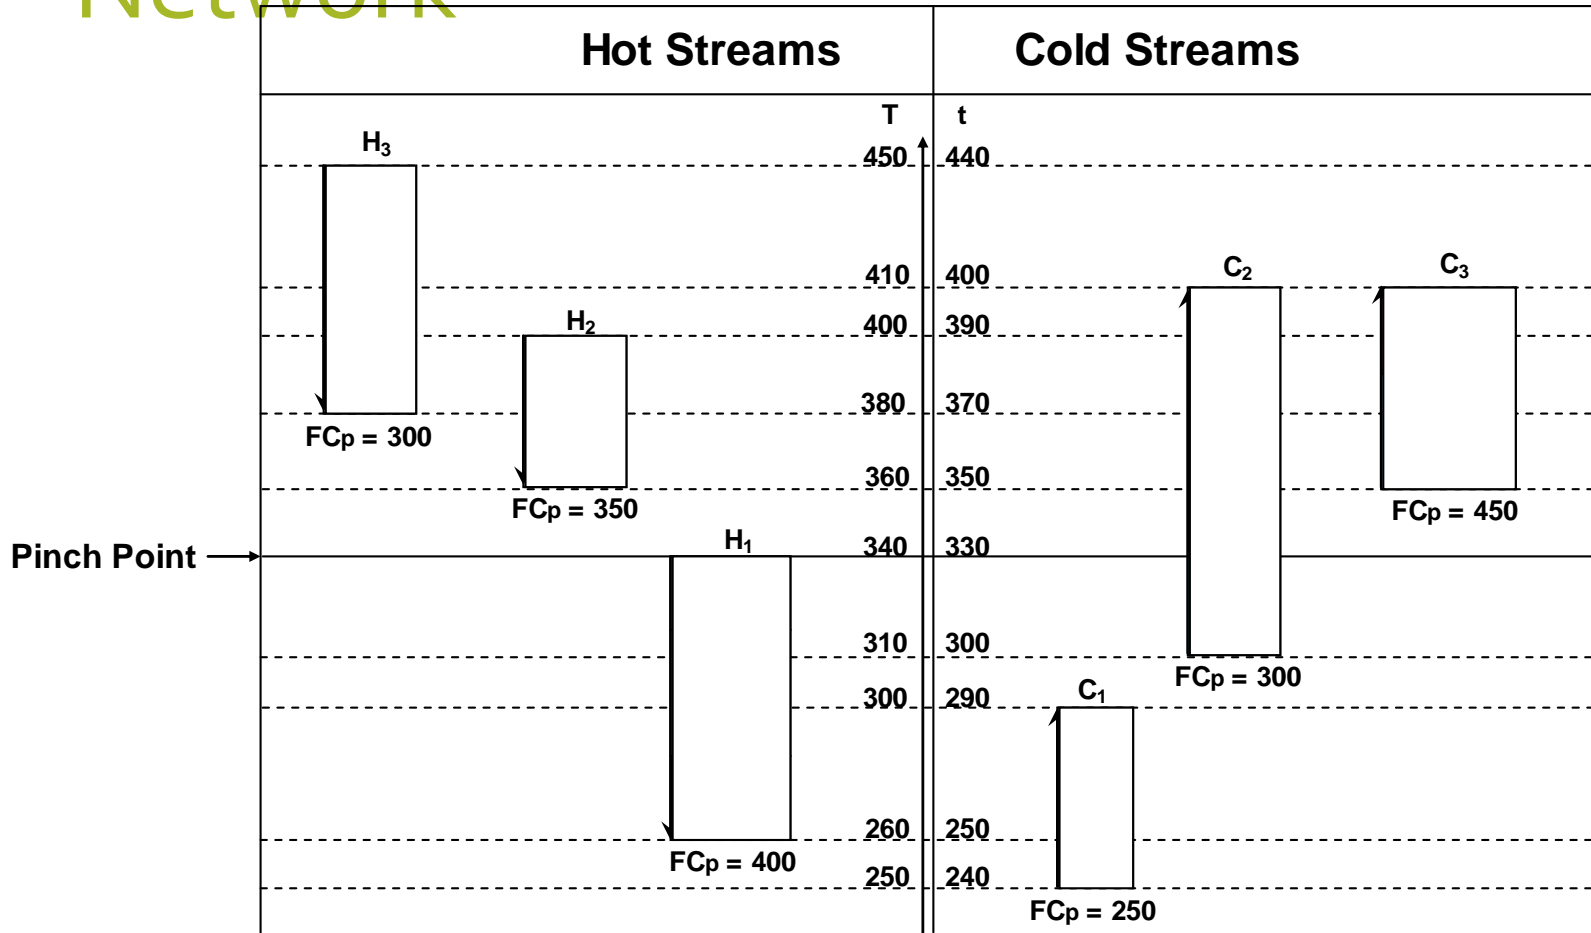 Network
Hot Streams Cold Streams
T t
H₃
450 440
C₂ C₃
410 400
H₂
400 390
380 370
FCp = 300
360 350
FCp = 350 FCp = 450
H₁
Pinch Point 340 330
310 300
FCp = 300
C₁
300 290
260 250
FCp = 400
250 240
FCp = 250